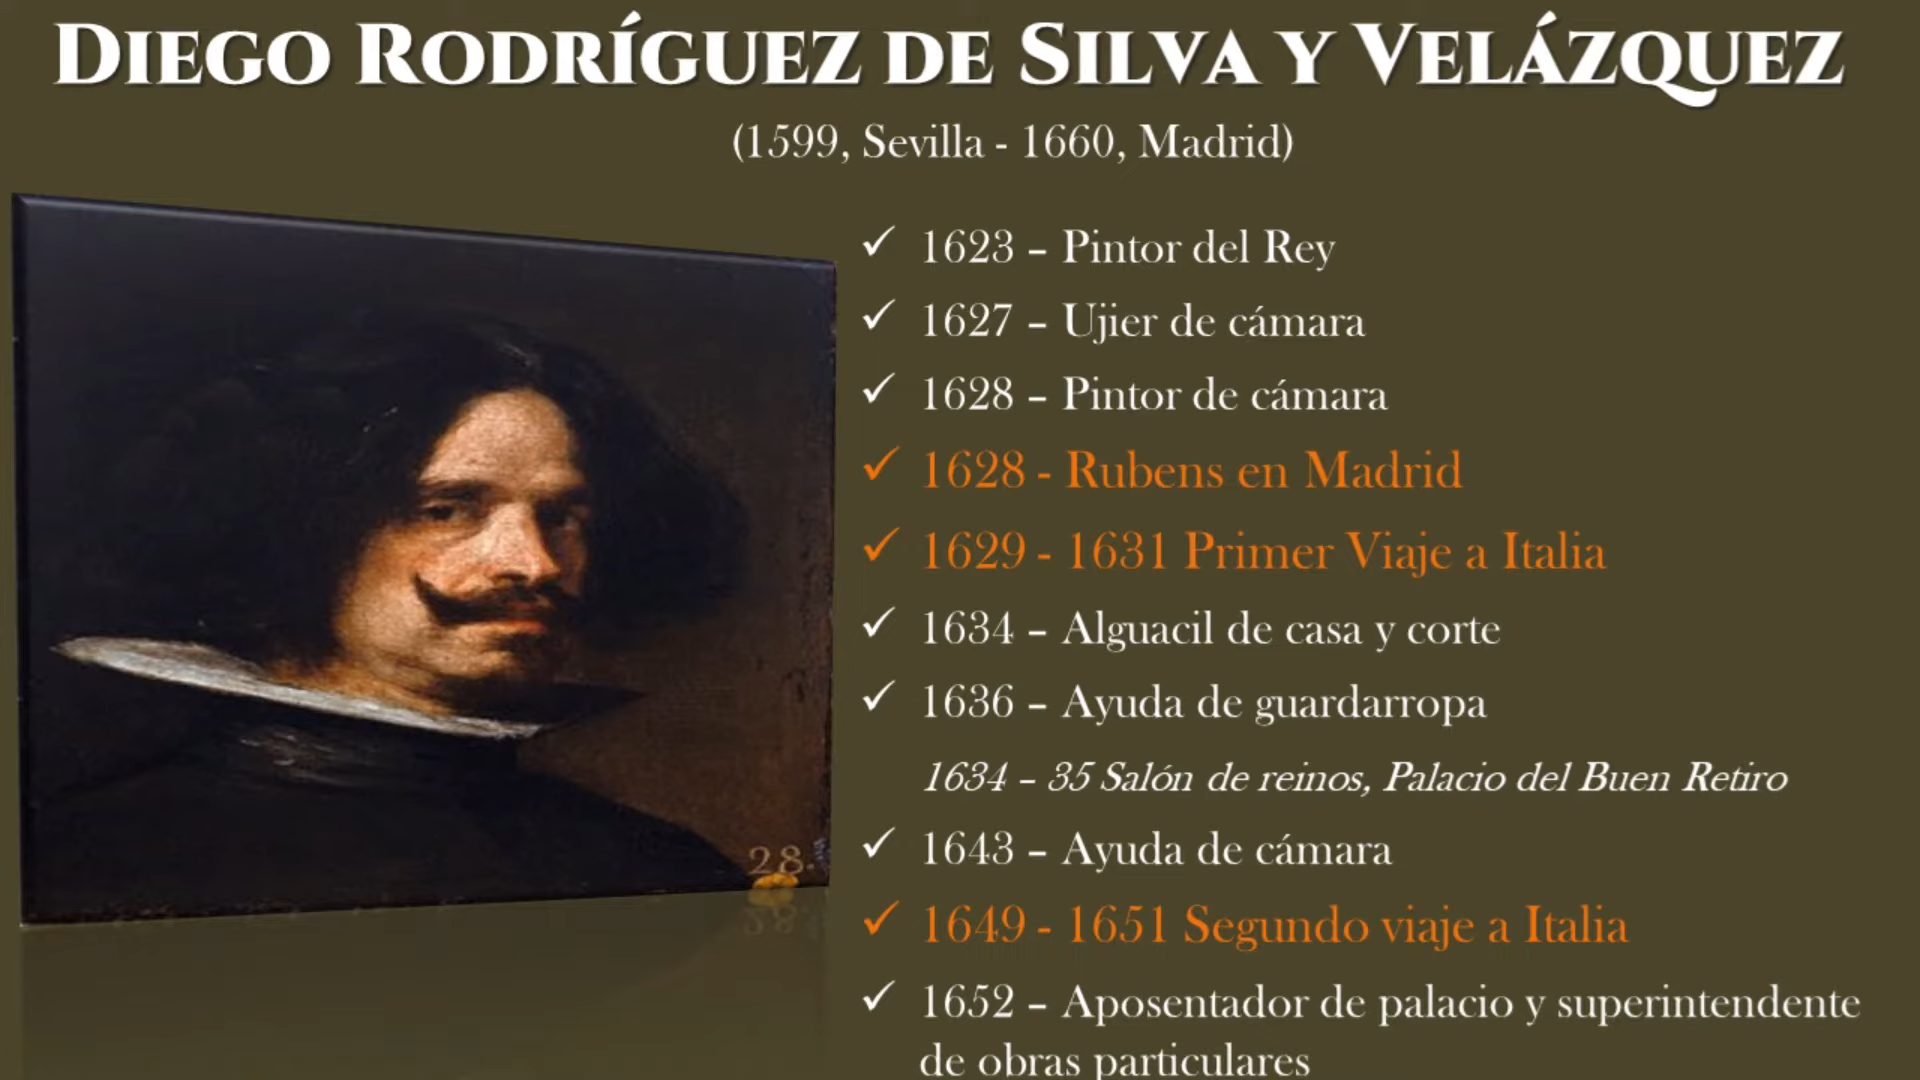 DIEGO RODRÍGUEZ DE SILVA Y VELÁZQUEZ
(1599, Sevilla - 1660, Madrid)
1623 – Pintor del Rey
1627 – Ujier de cámara
1628 – Pintor de cámara
1628 - Rubens en Madrid
1629 - 1631 Primer Viaje a Italia
1634 – Alguacil de casa y corte
1636 – Ayuda de guardarropa
1634 – 35 Salón de reinos, Palacio del Buen Retiro
1643 – Ayuda de cámara
1649 - 1651 Segundo viaje a Italia
1652 – Aposentador de palacio y superintendente
de obras particulares
28.